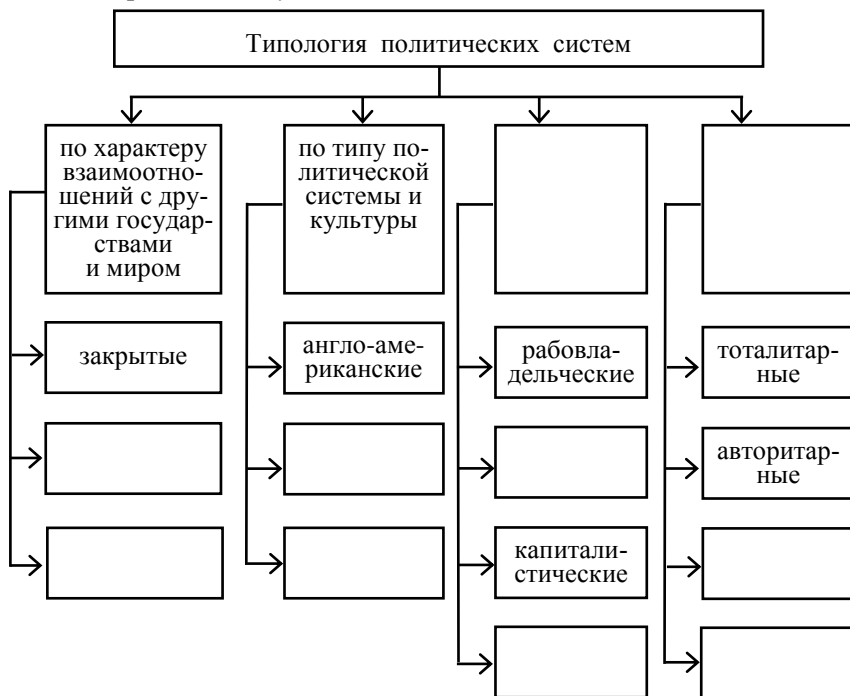 Типология политических систем
по характеру
взаимоотно-
шений с дру-
гими государ-
ствами
и миром
по типу по-
литической
системы и
культуры
закрытые
англо-аме-
риканские
рабовла-
дельческие
тоталитар-
ные
авторитар-
ные
капитали-
стические